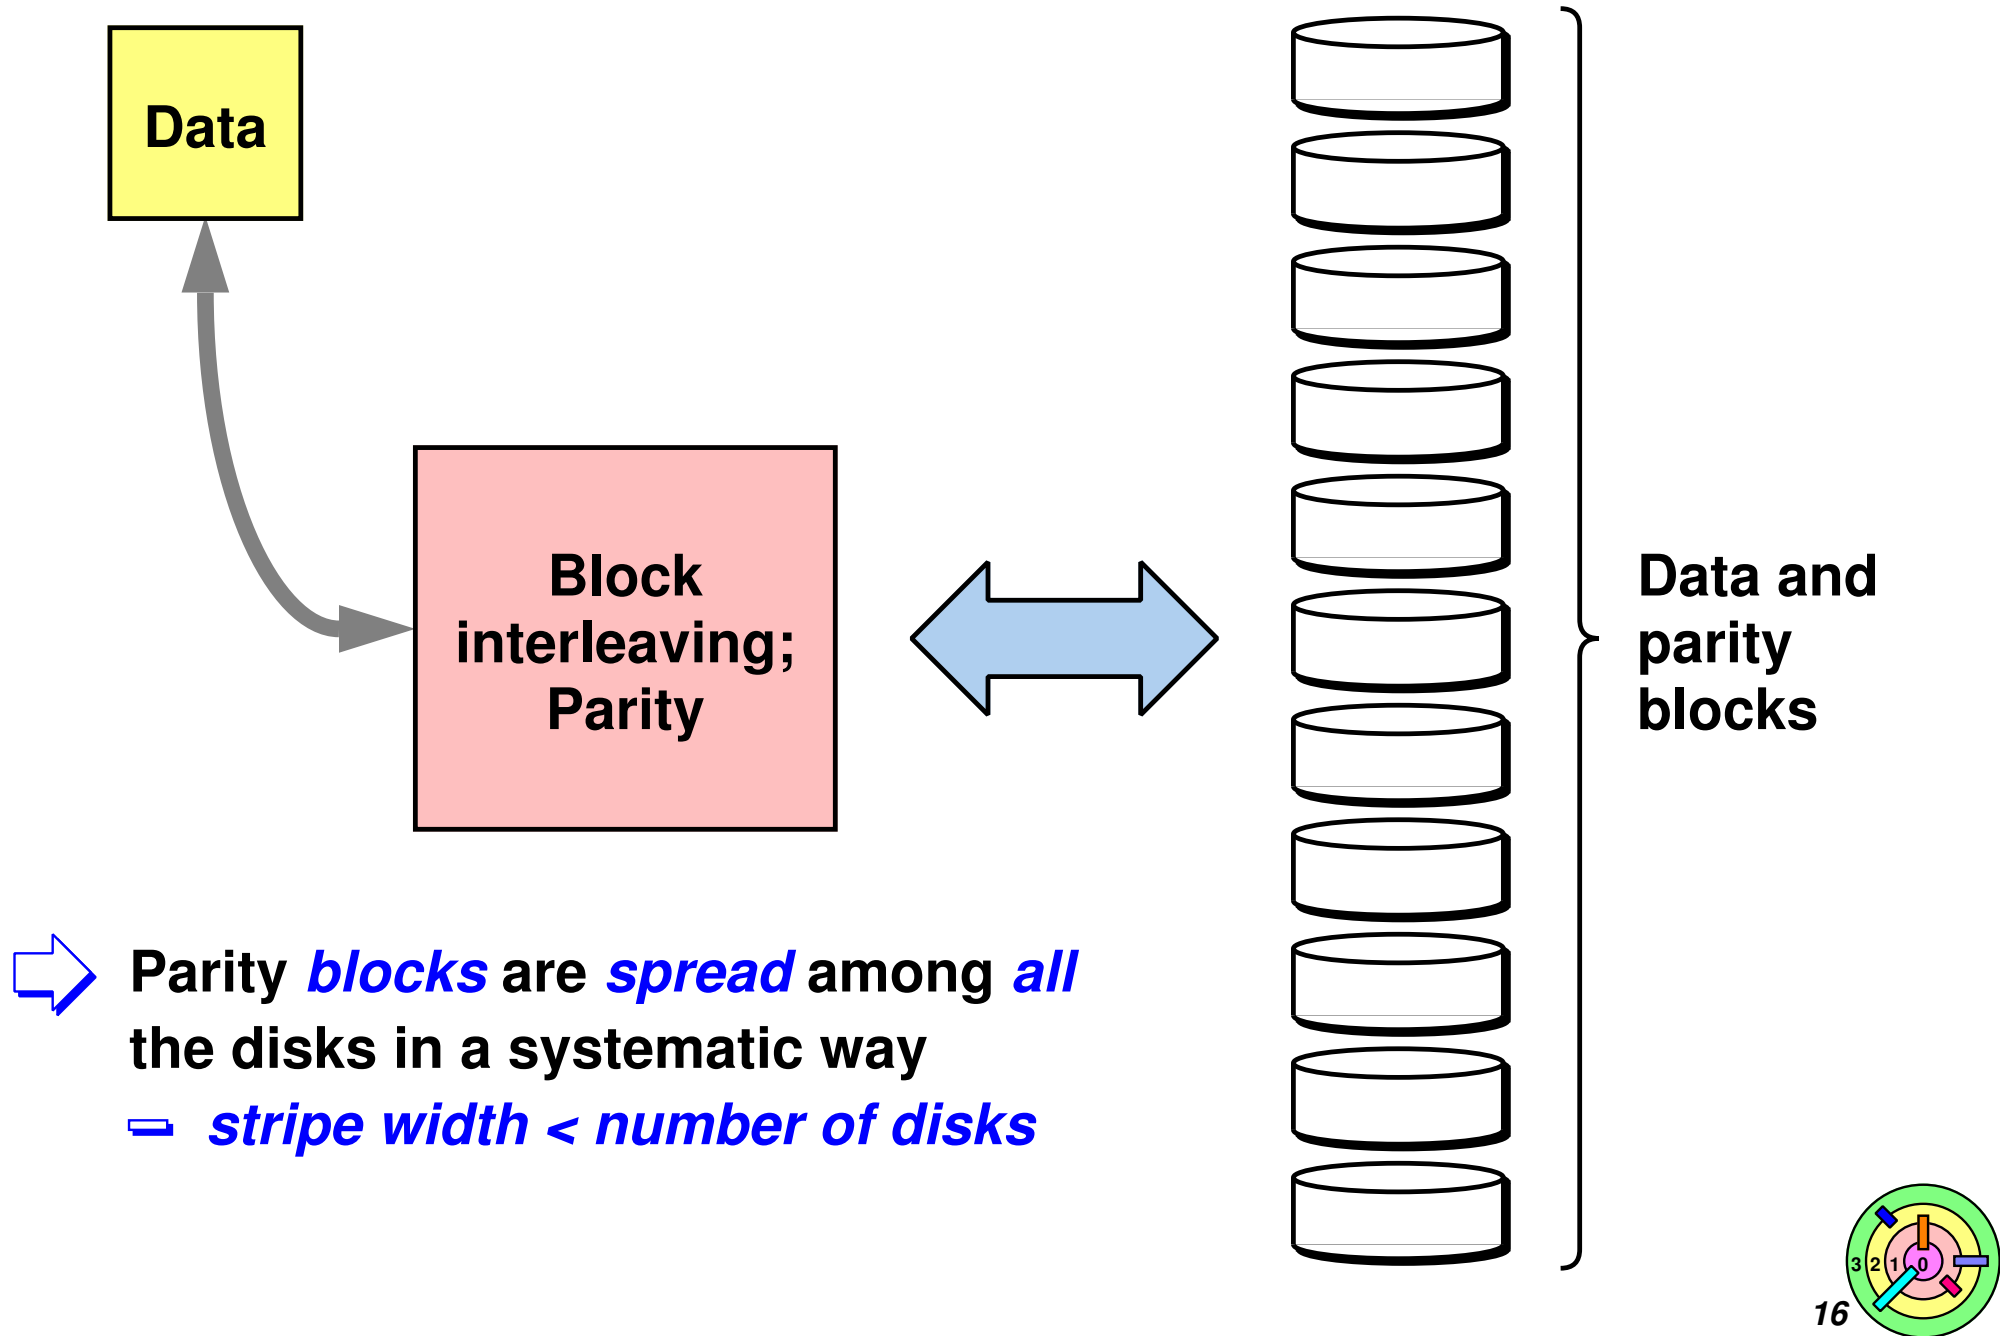 Data
Block
interleaving;
Parity
Data and
parity
blocks
Parity blocks are spread among all
the disks in a systematic way
stripe width < number of disks
3 2 1 0
16